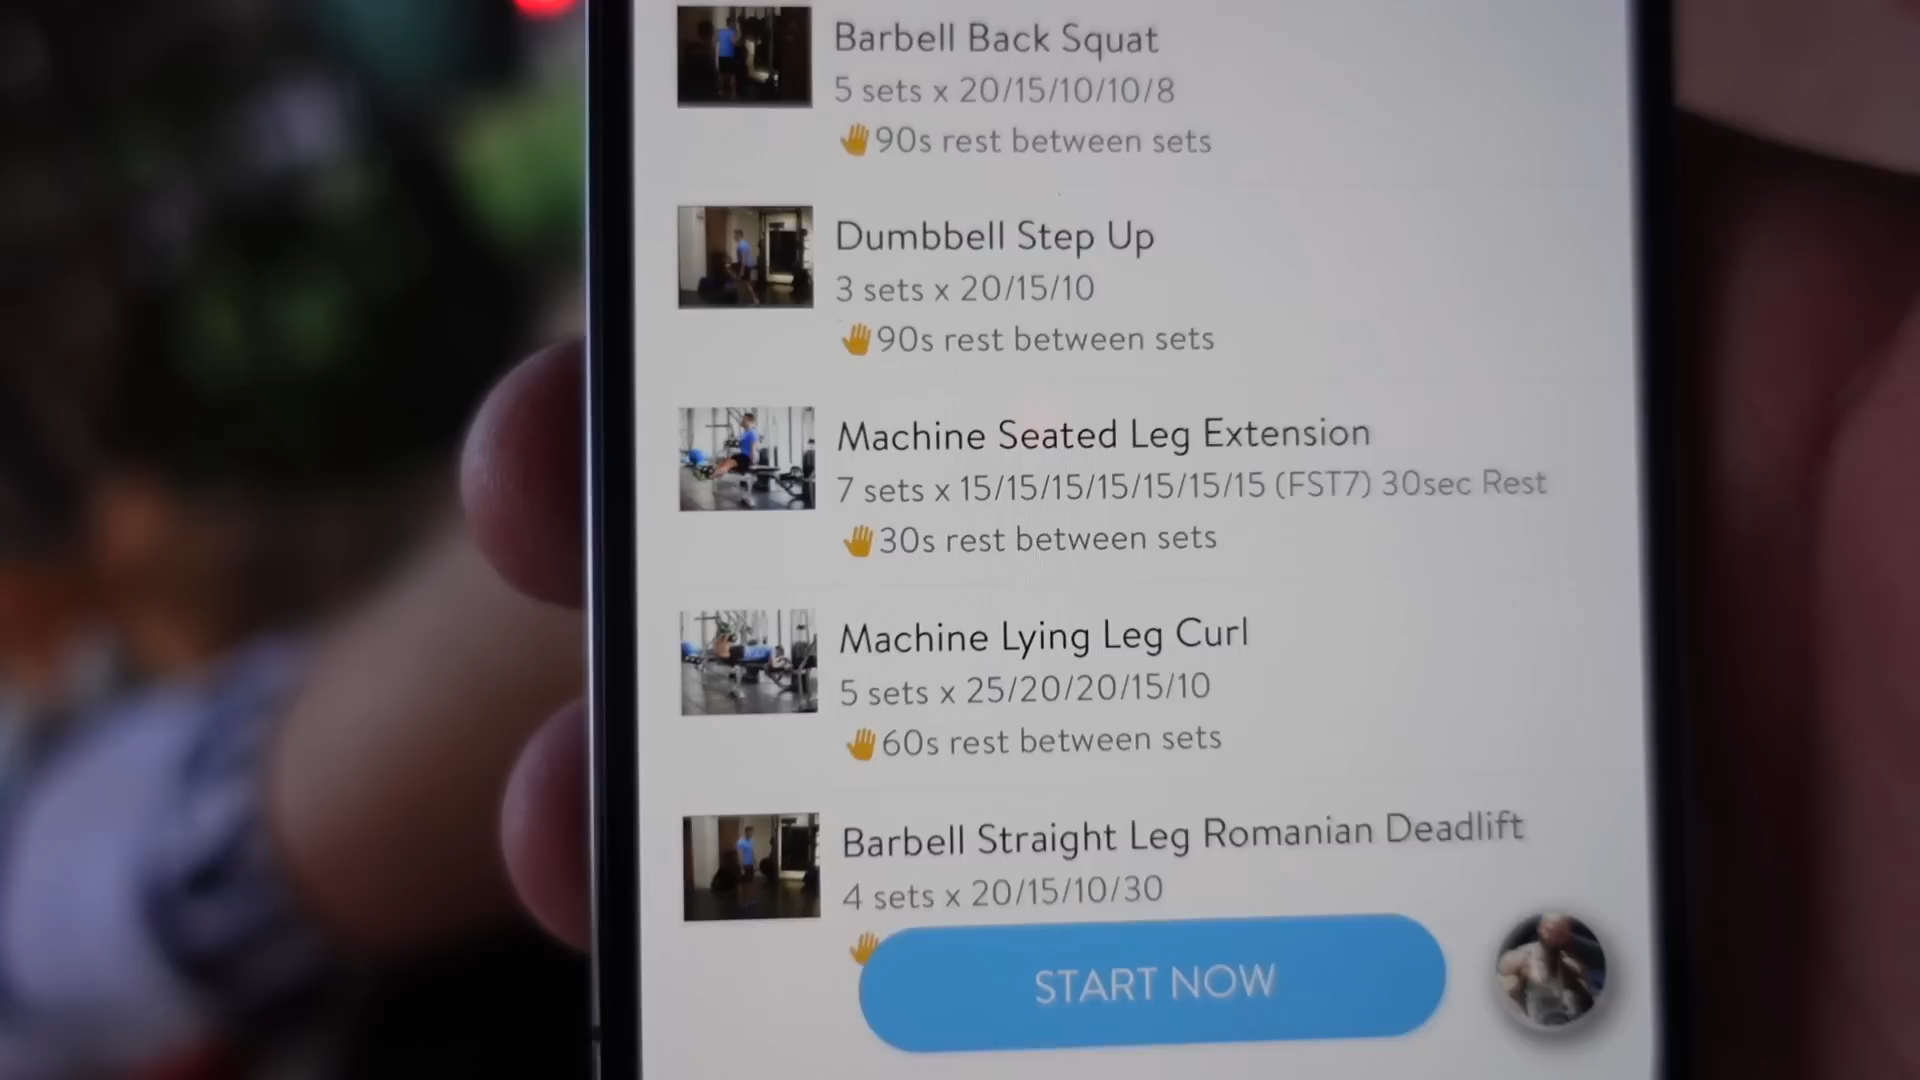 Barbell Back Squat
5 sets x 20/15/10/10/8
90s rest between sets
Dumbbell Step Up
3 sets x 20/15/10
90s rest between sets
Machine Seated Leg Extension
7 sets x 15/15/15/15/15/15/15 (FST7) 30sec Rest
30s rest between sets
Machine Lying Leg Curl
5 sets x 25/20/20/15/10
60s rest between sets
Barbell Straight Leg Romanian Deadlift
4 sets x 20/15/10/30
START NOW